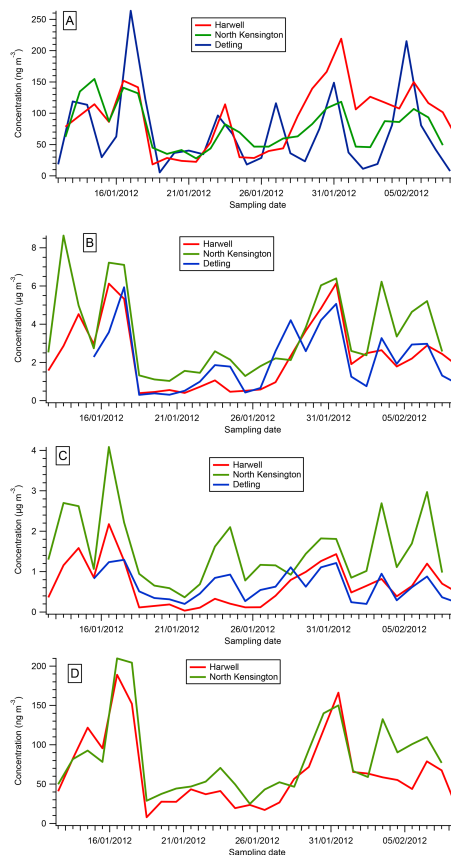 A
Harwell
North Kensington
Detling
Concentration (ng m⁻³)
250
200
150
100
50
0
16/01/2012 21/01/2012 26/01/2012 31/01/2012 05/02/2012
Sampling date
B
Harwell
North Kensington
Detling
Concentration (µg m⁻³)
8
6
4
2
0
16/01/2012 21/01/2012 26/01/2012 31/01/2012 05/02/2012
Sampling date
C
Harwell
North Kensington
Detling
Concentration (µg m⁻³)
4
3
2
1
0
16/01/2012 21/01/2012 26/01/2012 31/01/2012 05/02/2012
Sampling date
D
Harwell
North Kensington
Concentration (ng m⁻³)
200
150
100
50
0
16/01/2012 21/01/2012 26/01/2012 31/01/2012 05/02/2012
Sampling date